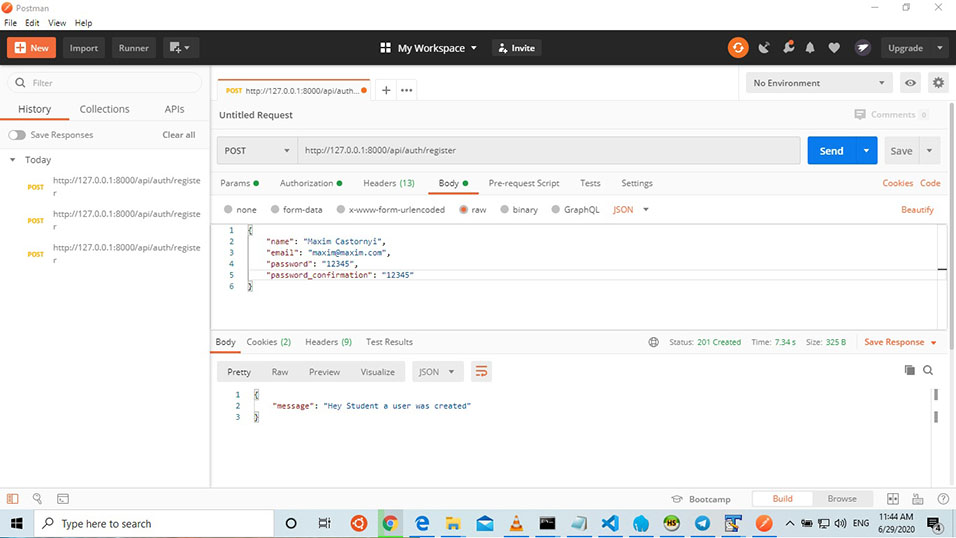 Postman
File Edit View Help
New Import Runner My Workspace Invite Upgrade
Filter
History Collections APIs
Save Responses Clear all
Today
POST http://127.0.0.1:8000/api/auth/registe
r
POST http://127.0.0.1:8000/api/auth/registe
r
POST http://127.0.0.1:8000/api/auth/registe
r
POST http://127.0.0.1:8000/api/auth... + ••• No Environment
Untitled Request Comments 0
POST http://127.0.0.1:8000/api/auth/register Send Save
Params Authorization Headers (13) Body Pre-request Script Tests Settings Cookies Code
none form-data x-www-form-urlencoded raw binary GraphQL JSON Beautify
1 {
2 "name": "Maxim Castornyi",
3 "email": "maxim@maxim.com",
4 "password": "12345",
5 "password_confirmation": "12345"
6 }
Body Cookies (2) Headers (9) Test Results Status: 201 Created Time: 7.34 s Size: 325 B Save Response
Pretty Raw Preview Visualize JSON
1 {
2 "message": "Hey Student a user was created"
3 }
Bootcamp Build Browse
Type here to search ENG 11:44 AM
6/29/2020 4